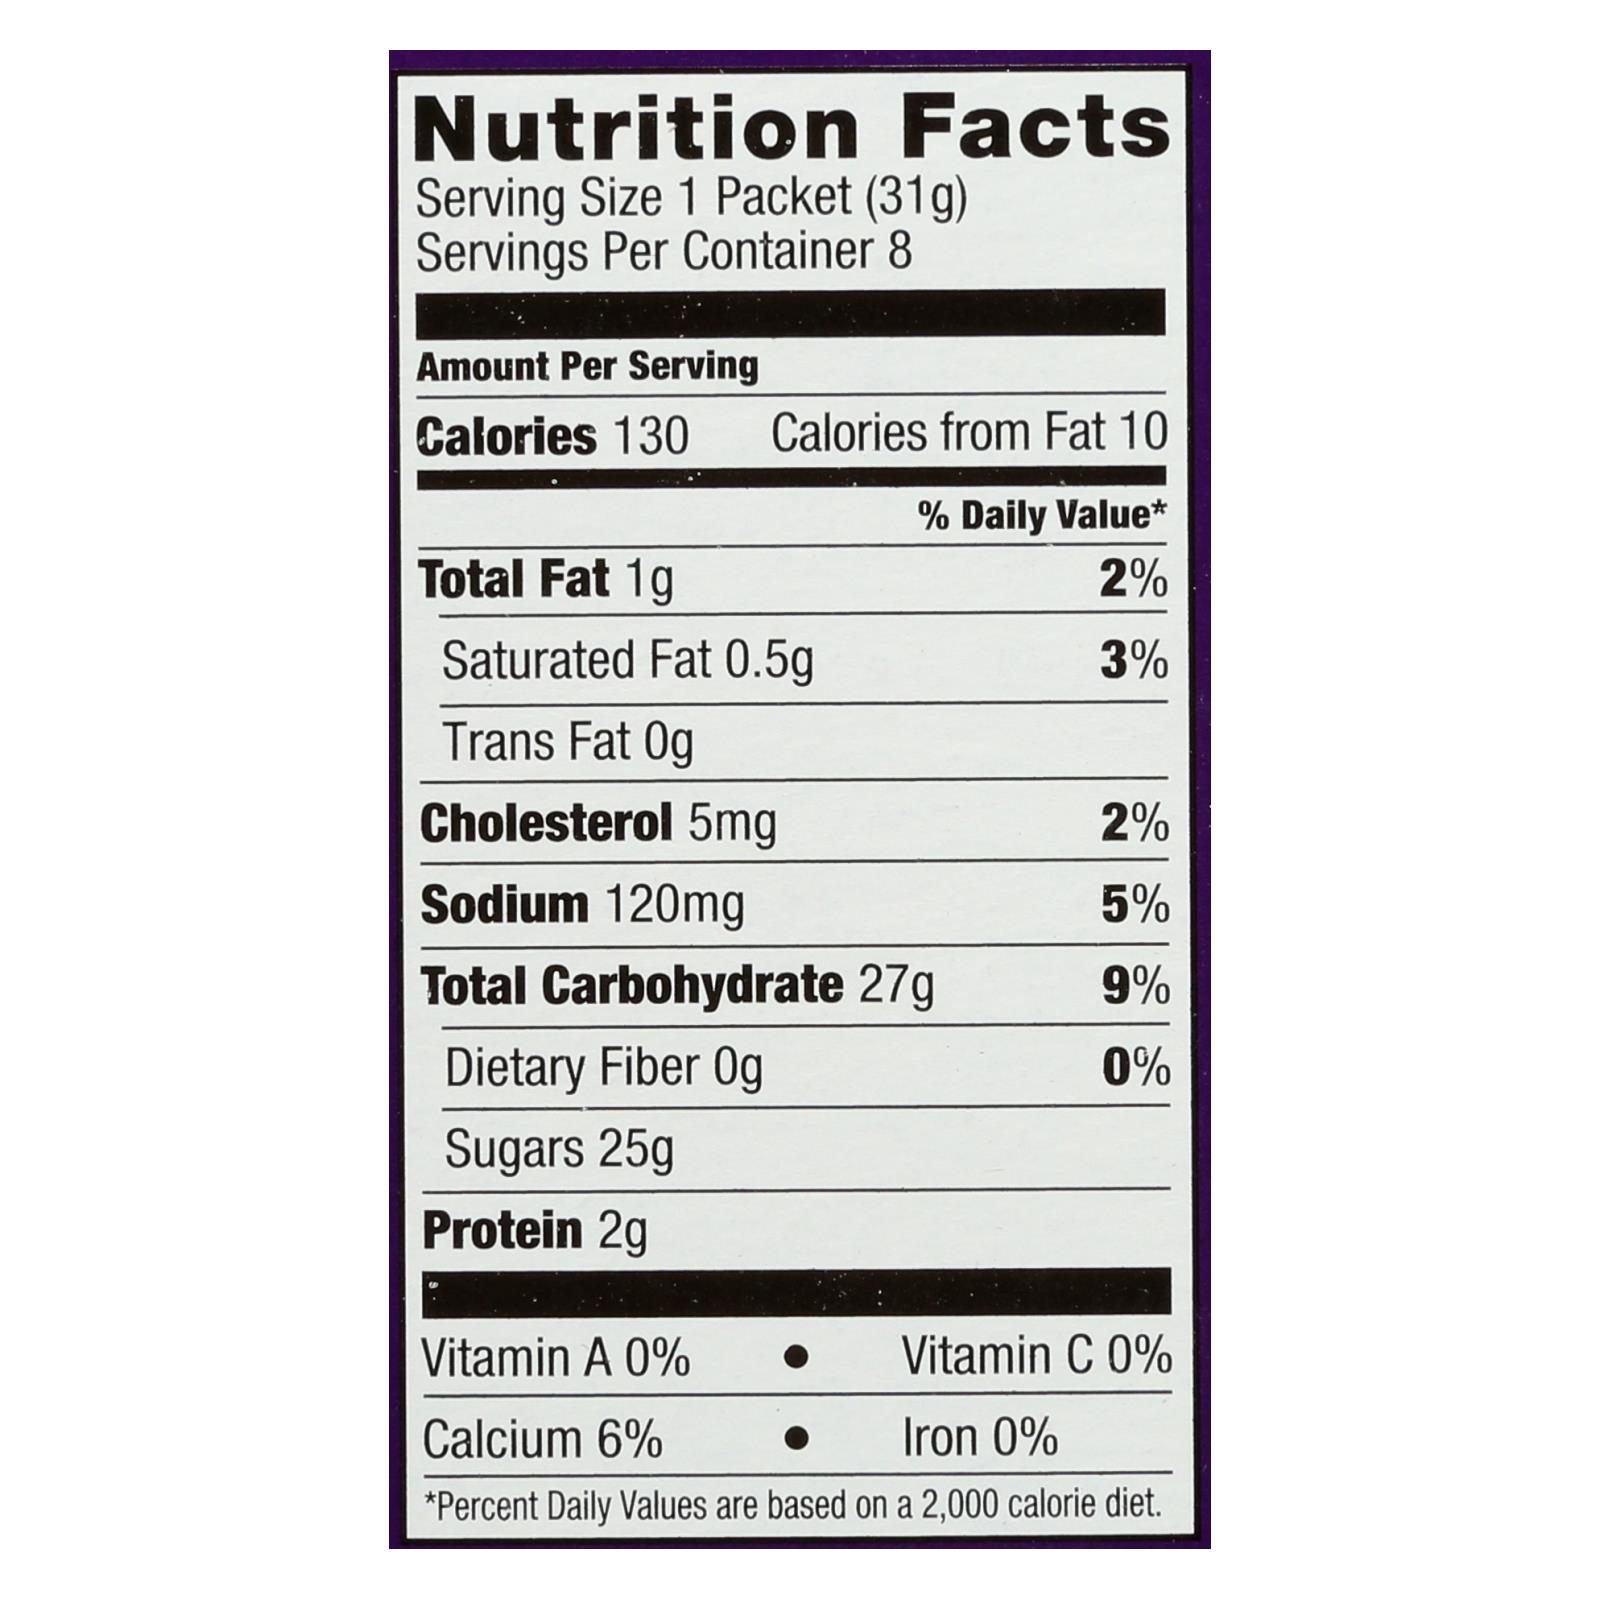 Nutrition Facts
Serving Size 1 Packet (31g)
Servings Per Container 8
Amount Per Serving
Calories 130 Calories from Fat 10
% Daily Value*
Total Fat 1g 2%
Saturated Fat 0.5g 3%
Trans Fat 0g
Cholesterol 5mg 2%
Sodium 120mg 5%
Total Carbohydrate 27g 9%
Dietary Fiber 0g 0%
Sugars 25g
Protein 2g
Vitamin A 0% ● Vitamin C 0%
Calcium 6% ● Iron 0%
*Percent Daily Values are based on a 2,000 calorie diet.